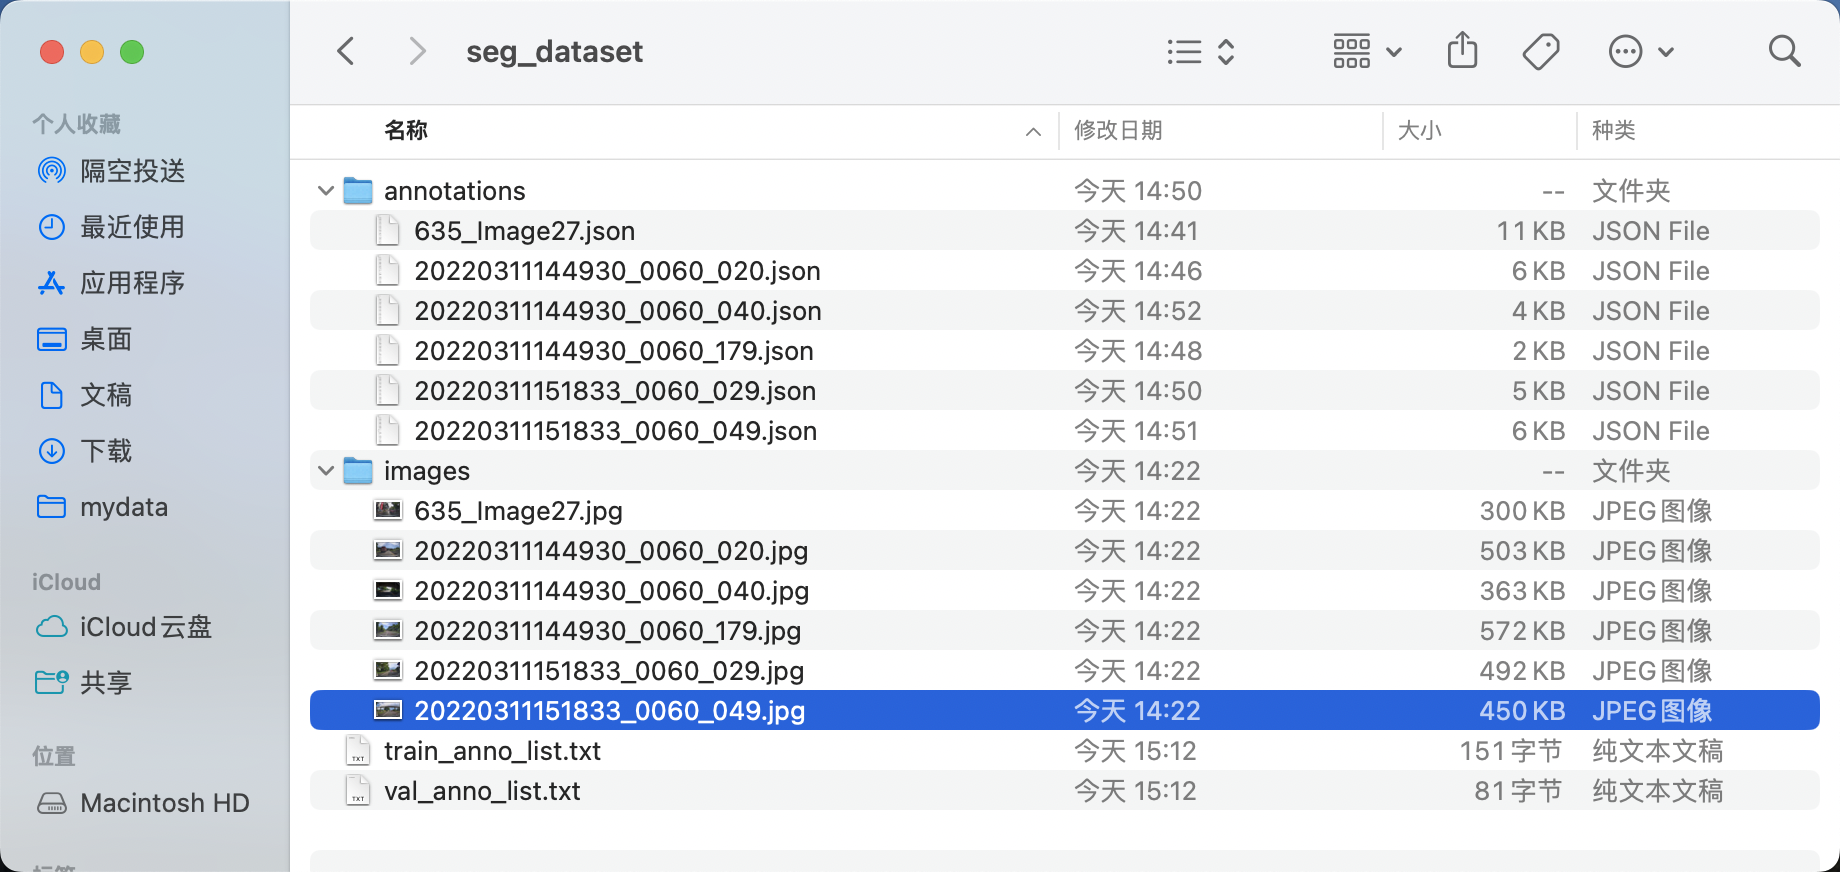 seg_dataset
个人收藏
隔空投送
最近使用
应用程序
桌面
文稿
下载
mydata
iCloud
iCloud云盘
共享
位置
Macintosh HD
标签
名称 修改日期 大小 种类
annotations 今天 14:50 -- 文件夹
635_Image27.json 今天 14:41 11 KB JSON File
20220311144930_0060_020.json 今天 14:46 6 KB JSON File
20220311144930_0060_040.json 今天 14:52 4 KB JSON File
20220311144930_0060_179.json 今天 14:48 2 KB JSON File
20220311151833_0060_029.json 今天 14:50 5 KB JSON File
20220311151833_0060_049.json 今天 14:51 6 KB JSON File
images 今天 14:22 -- 文件夹
635_Image27.jpg 今天 14:22 300 KB JPEG图像
20220311144930_0060_020.jpg 今天 14:22 503 KB JPEG图像
20220311144930_0060_040.jpg 今天 14:22 363 KB JPEG图像
20220311144930_0060_179.jpg 今天 14:22 572 KB JPEG图像
20220311151833_0060_029.jpg 今天 14:22 492 KB JPEG图像
20220311151833_0060_049.jpg 今天 14:22 450 KB JPEG图像
TXT train_anno_list.txt 今天 15:12 151 字节 纯文本文稿
TXT val_anno_list.txt 今天 15:12 81 字节 纯文本文稿